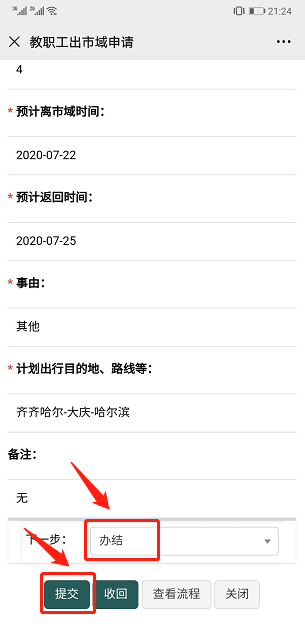 21:24
教职工出市域申请
4
* 预计离市域时间：
2020-07-22
* 预计返回时间：
2020-07-25
* 事由：
其他
* 计划出行目的地、路线等：
齐齐哈尔-大庆-哈尔滨
备注：
无
下一步： 办结
提交 收回 查看流程 关闭